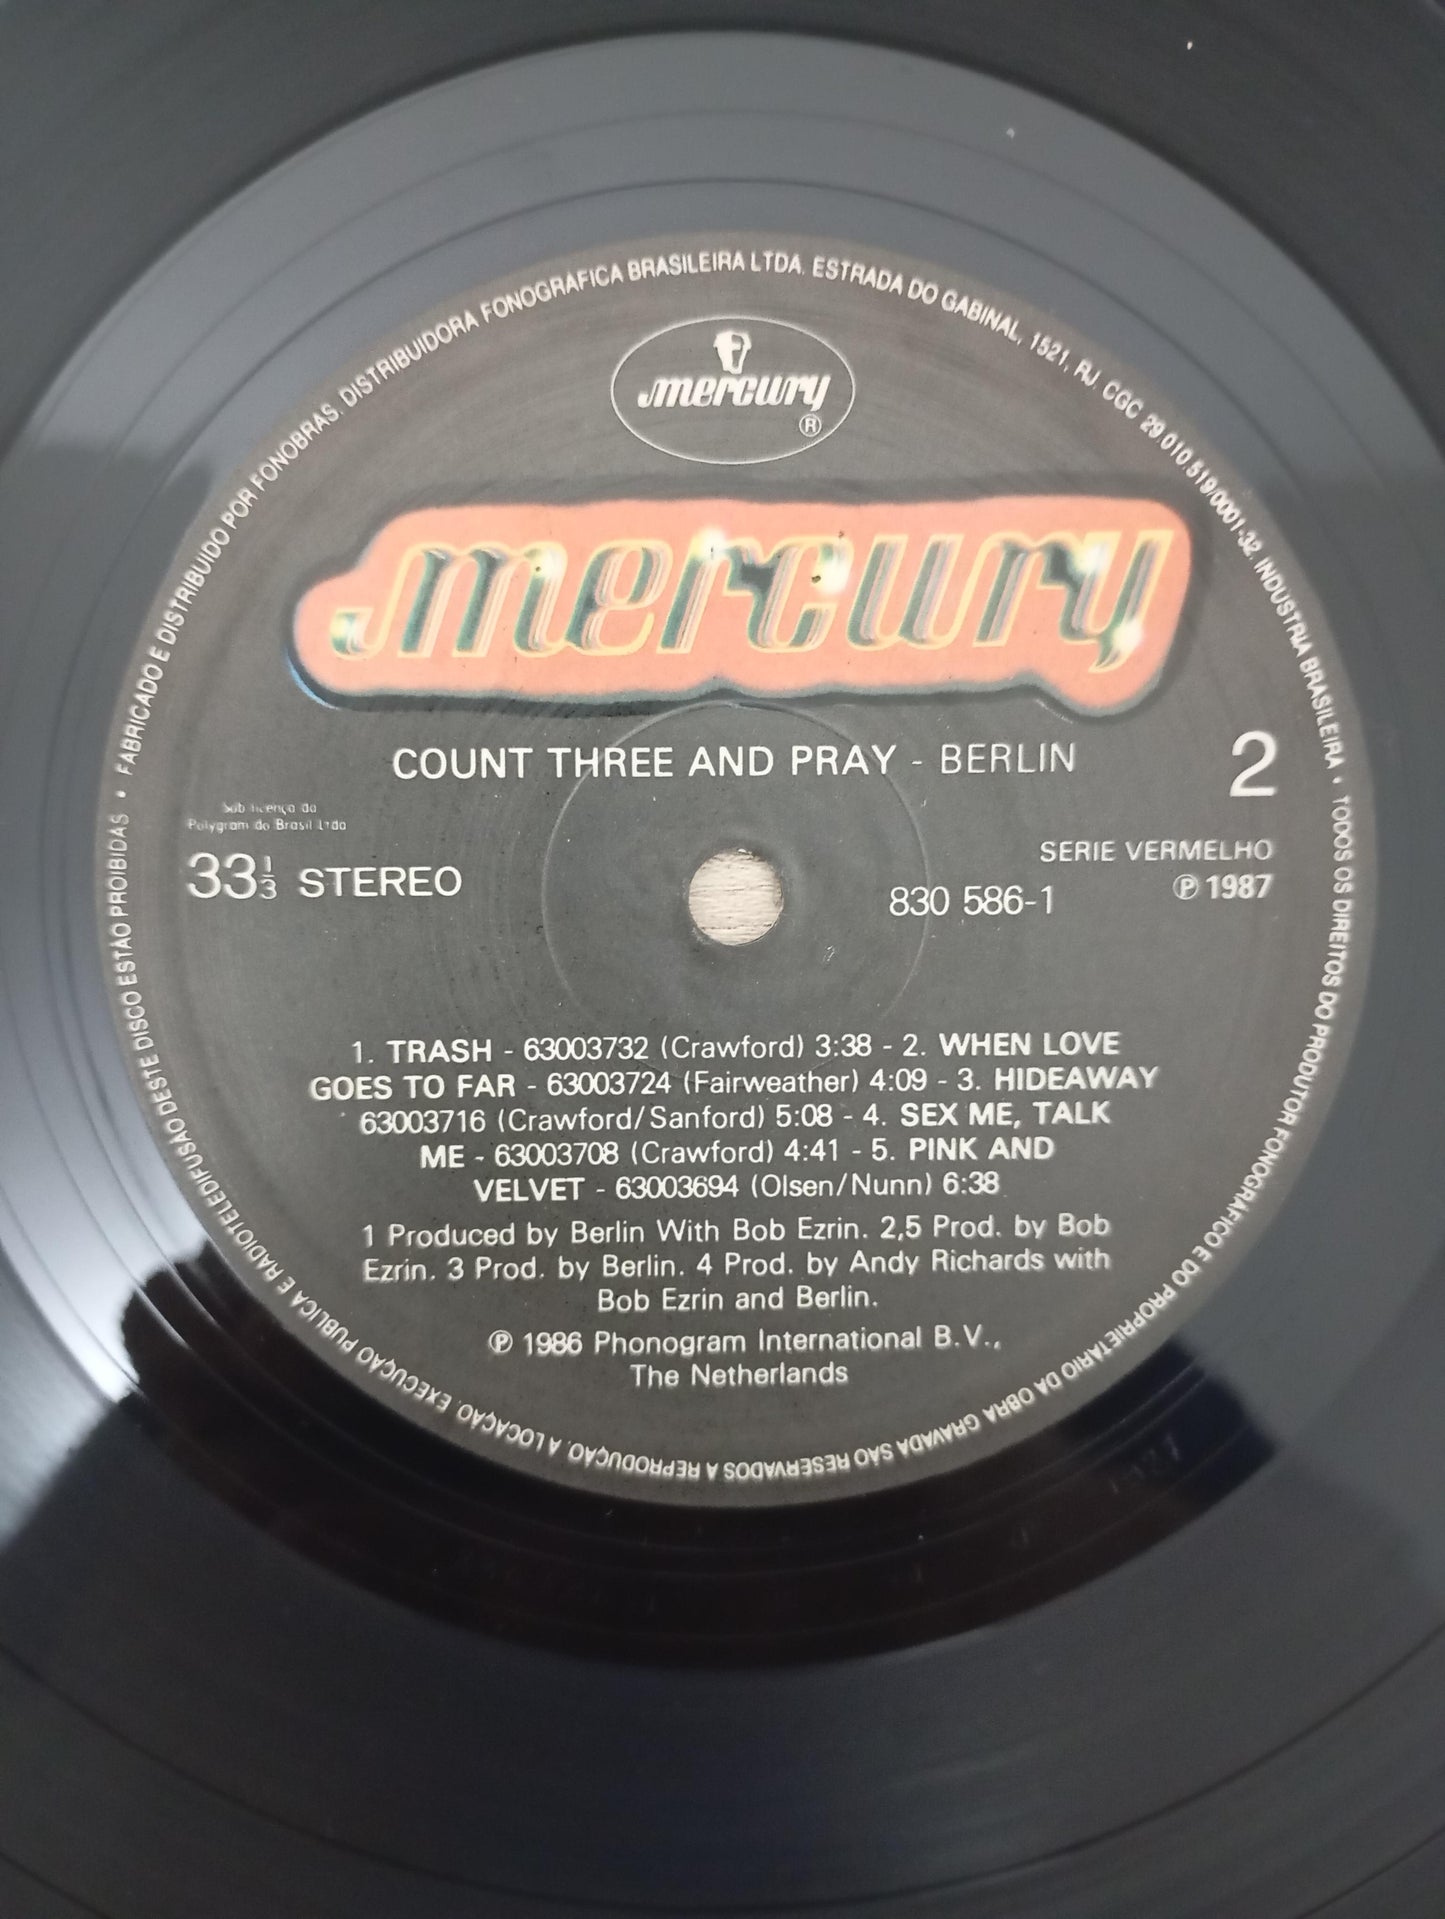 FABRICADO E DISTRIBUIDO POR FONOBRAS. DISTRIBUIDORA FONOGRAFICA BRASILEIRA LTDA. ESTRADA DO GABINAL, 1521, RJ CGC 29.010.519/0001-32 INDUSTRIA BRASILEIRA • TODOS OS DIREITOS DO PRODUTOR FONOGRAFICO E DO PROPRIETARIO DA OBRA GRAVADA SÃO RESERVADOS A REPRODUÇÃO, A LOCAÇÃO, EXECUÇÃO PUBLICA E RADIOTELEDIFUSÃO DESTE DISCO ESTÃO PROIBIDAS •
mercury
®
mercury
COUNT THREE AND PRAY - BERLIN
2
Sub licença da
Polygram do Brasil Ltda
33 1/3 STEREO
SERIE VERMELHO
℗ 1987
830 586-1
1. TRASH - 63003732 (Crawford) 3:38 - 2. WHEN LOVE
GOES TO FAR - 63003724 (Fairweather) 4:09 - 3. HIDEAWAY
63003716 (Crawford/Sanford) 5:08 - 4. SEX ME, TALK
ME - 63003708 (Crawford) 4:41 - 5. PINK AND
VELVET - 63003694 (Olsen/Nunn) 6:38
1 Produced by Berlin With Bob Ezrin. 2,5 Prod. by Bob
Ezrin. 3 Prod. by Berlin. 4 Prod. by Andy Richards with
Bob Ezrin and Berlin.
℗ 1986 Phonogram International B.V.,
The Netherlands